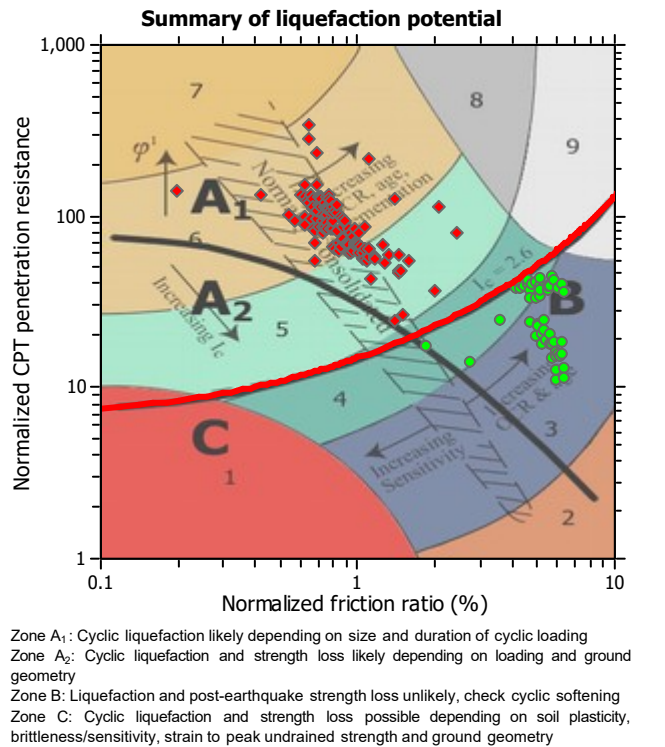 Summary of liquefaction potential
1,000
100
10
1
Normalized CPT penetration resistance
0.1
1
10
Normalized friction ratio (%)
7
8
9
φ'
A1
Increasing
OCR, age,
cementation
Normally
consolidated
6
A2
Increasing Ic
5
Ic = 2.6
B
4
C
1
Increasing
OCR & age
3
Increasing
Sensitivity
2
Zone A1: Cyclic liquefaction likely depending on size and duration of cyclic loading
Zone A2: Cyclic liquefaction and strength loss likely depending on loading and ground
geometry
Zone B: Liquefaction and post-earthquake strength loss unlikely, check cyclic softening
Zone C: Cyclic liquefaction and strength loss possible depending on soil plasticity,
brittleness/sensitivity, strain to peak undrained strength and ground geometry